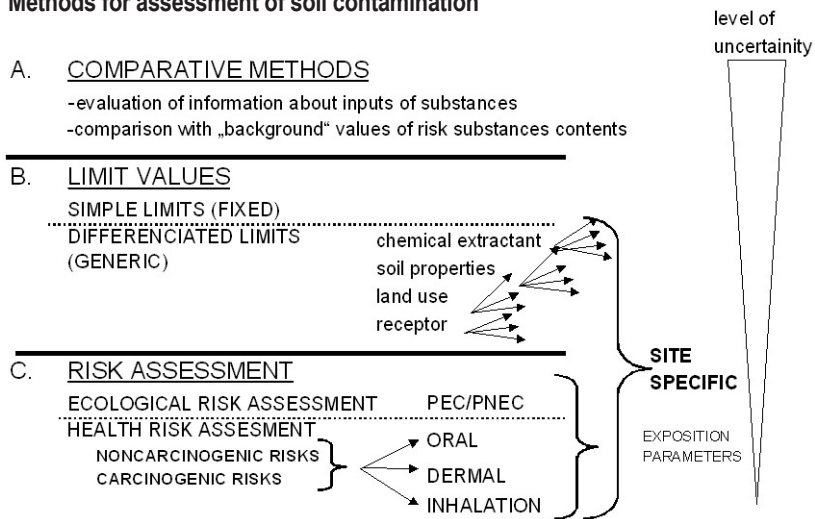 Methods for assessment of soil contamination
level of
uncertainity
A. COMPARATIVE METHODS
-evaluation of information about inputs of substances
-comparison with „background“ values of risk substances contents
B. LIMIT VALUES
SIMPLE LIMITS (FIXED)
DIFFERENCIATED LIMITS
(GENERIC)
chemical extractant
soil properties
land use
receptor
C. RISK ASSESSMENT
ECOLOGICAL RISK ASSESSMENT PEC/PNEC
HEALTH RISK ASSESMENT
NONCARCINOGENIC RISKS
CARCINOGENIC RISKS
ORAL
DERMAL
INHALATION
SITE
SPECIFIC
EXPOSITION
PARAMETERS